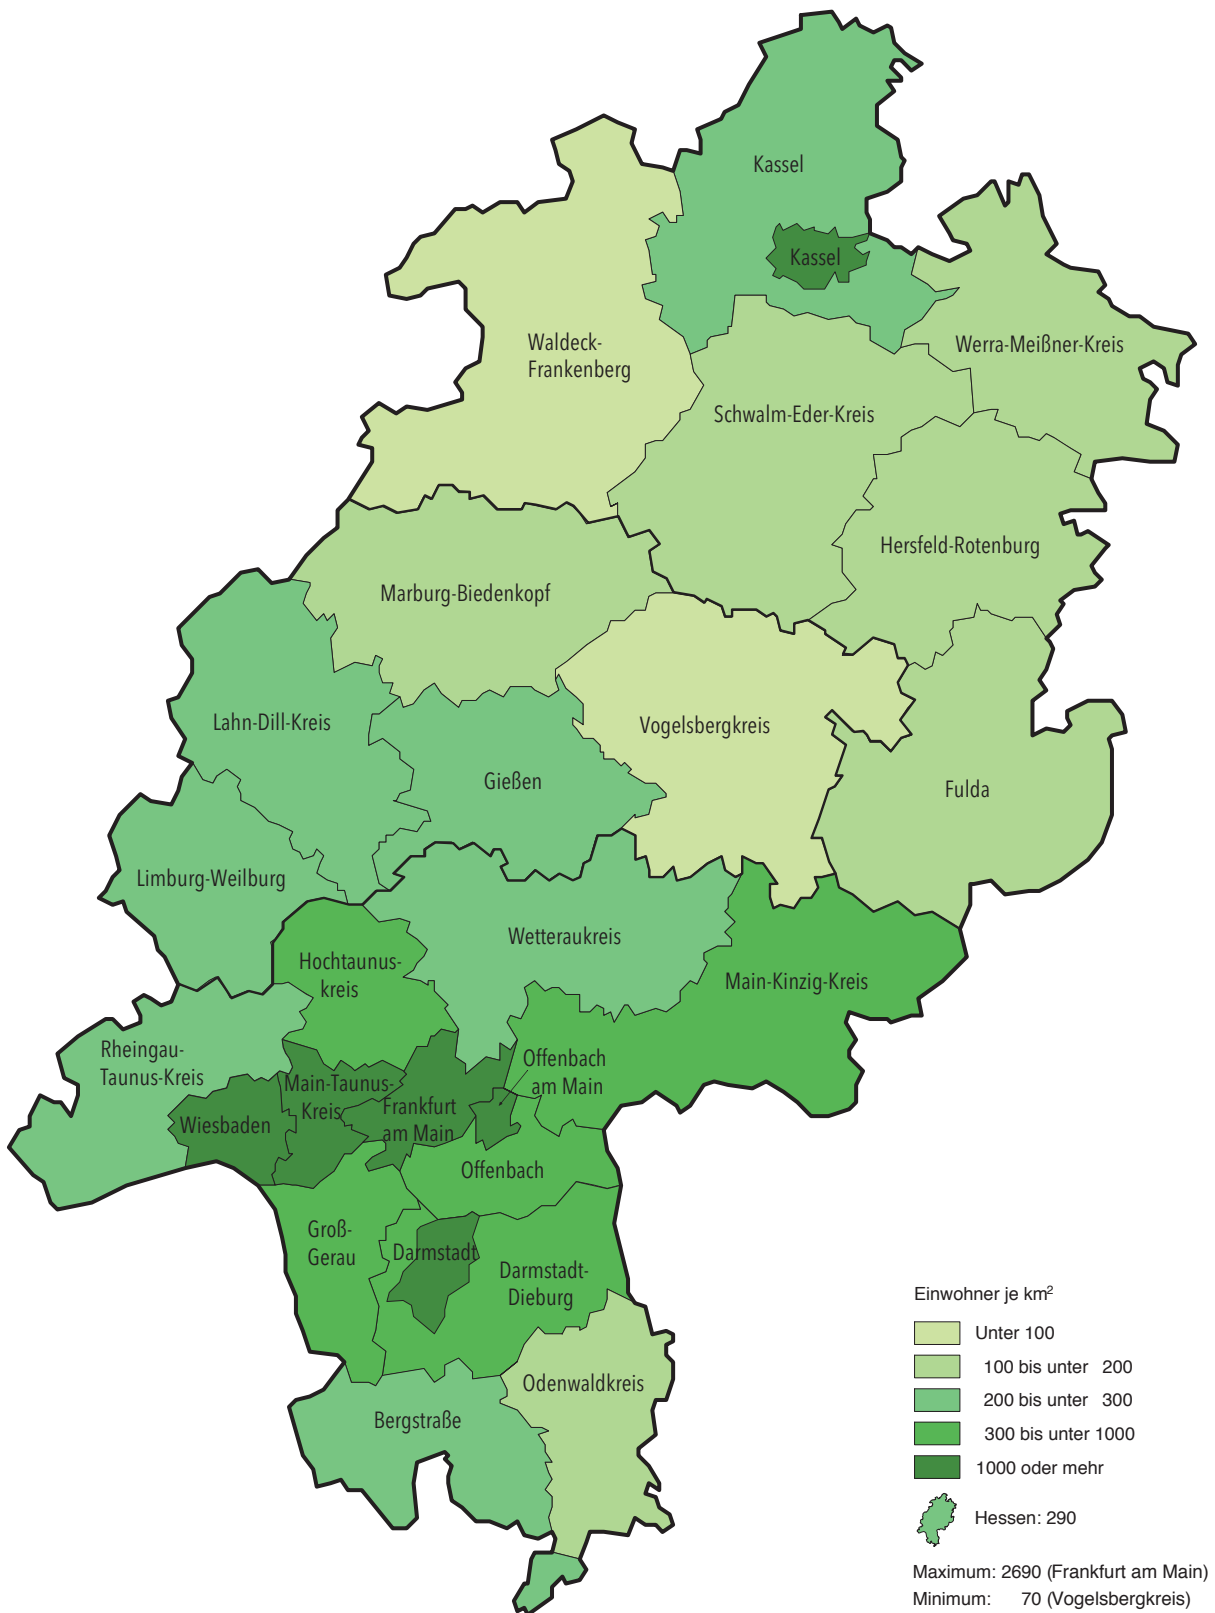 Kassel
Kassel
Waldeck-
Frankenberg
Werra-Meißner-Kreis
Schwalm-Eder-Kreis
Hersfeld-Rotenburg
Marburg-Biedenkopf
Lahn-Dill-Kreis
Vogelsbergkreis
Gießen
Fulda
Limburg-Weilburg
Wetteraukreis
Hochtaunus-
kreis
Main-Kinzig-Kreis
Rheingau-
Taunus-Kreis
Offenbach
am Main
Main-Taunus-
Kreis
Frankfurt
am Main
Wiesbaden
Offenbach
Groß-
Gerau
Darmstadt
Darmstadt-
Dieburg
Odenwaldkreis
Bergstraße
Einwohner je km²
Unter 100
100 bis unter 200
200 bis unter 300
300 bis unter 1000
1000 oder mehr
Hessen: 290
Maximum: 2690 (Frankfurt am Main)
Minimum: 70 (Vogelsbergkreis)